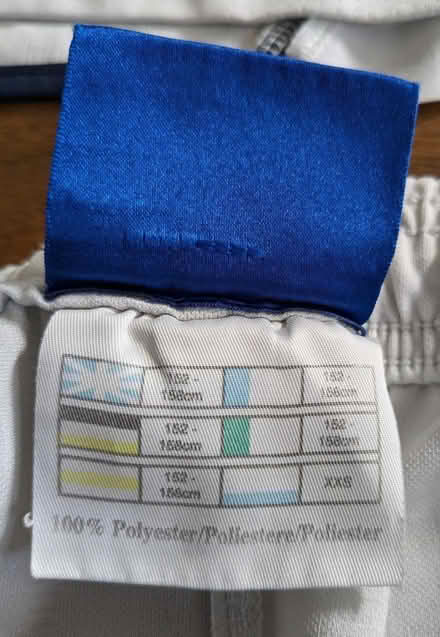 152 - 158cm 152 - 158cm
152 - 158cm 152 - 158cm
152 - 158cm XXS
100% Polyester/Poliestere/Poliester